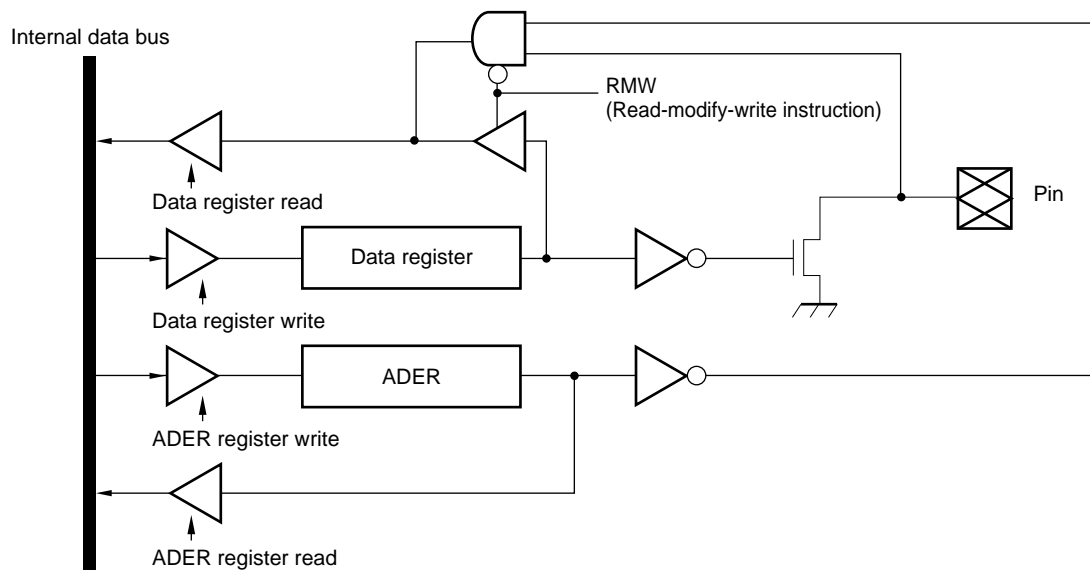 Internal data bus
RMW
(Read-modify-write instruction)
Data register read
Pin
Data register
Data register write
ADER
ADER register write
ADER register read